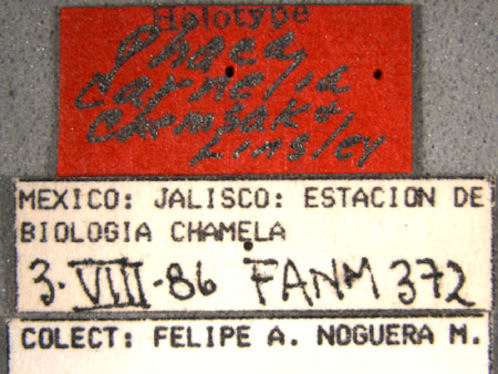 Holotype
Phaea
carnelia
Chemsak &
Linsley
MEXICO: JALISCO: ESTACION DE
BIOLOGIA CHAMELA
3·VIII·86 FANM 372
COLECT: FELIPE A. NOGUERA M.